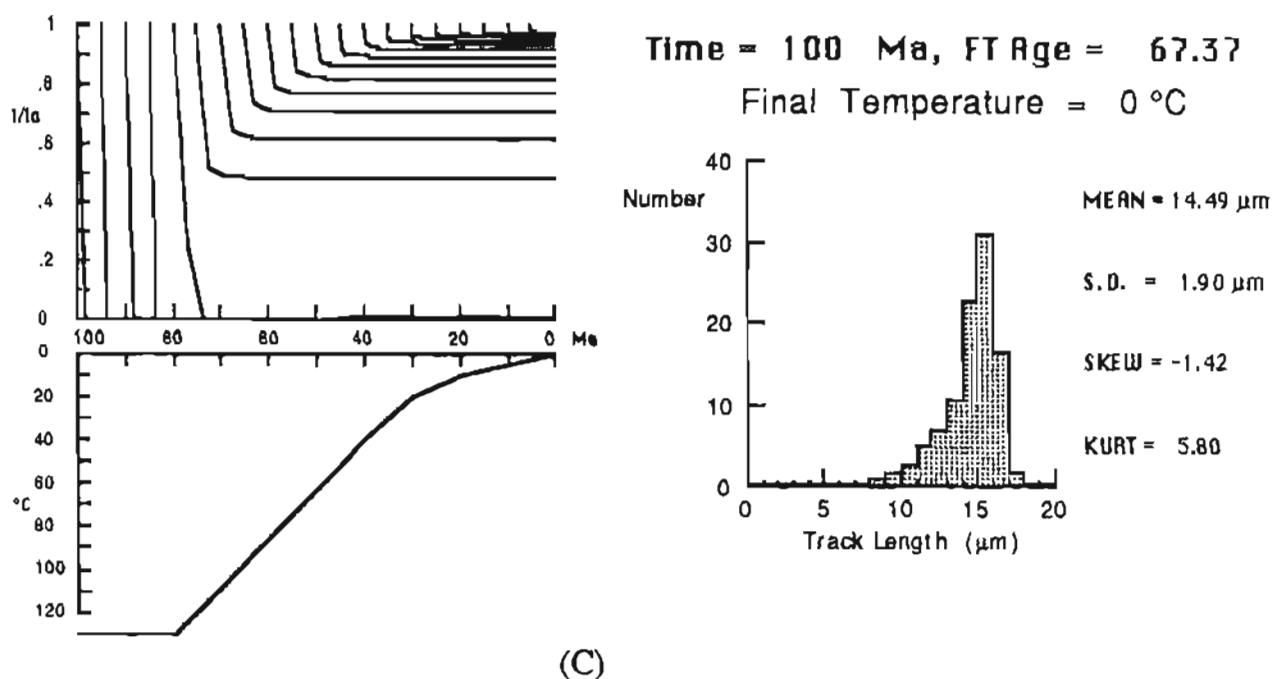 1
.8
1/la
.6
.4
.2
0
100 80 60 40 20 0 Ma
0
20
40
60
°C
80
100
120
Time = 100 Ma, FT Age = 67.37
Final Temperature = 0 °C
Number
40
30
20
10
0
0 5 10 15 20
Track Length (µm)
MEAN = 14.49 µm
S.D. = 1.90 µm
SKEW = -1.42
KURT = 5.80
(C)